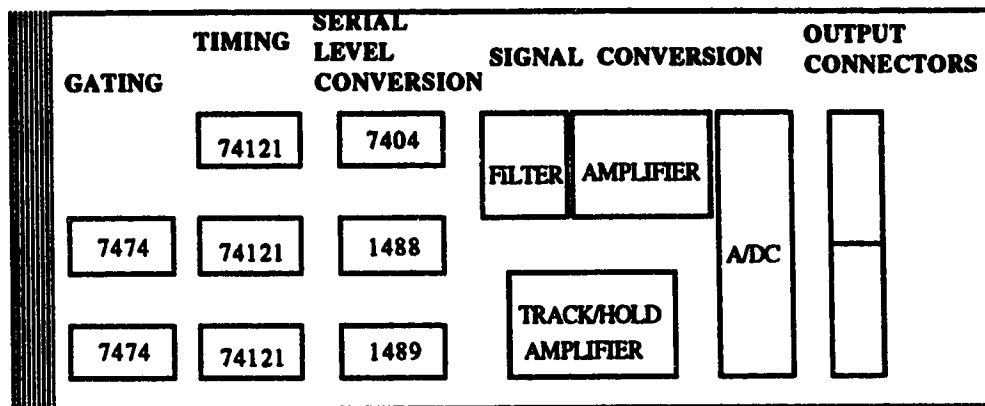 GATING
TIMING
SERIAL
LEVEL
CONVERSION
SIGNAL CONVERSION
OUTPUT
CONNECTORS
74121
7404
FILTER
AMPLIFIER
7474
74121
1488
A/DC
7474
74121
1489
TRACK/HOLD
AMPLIFIER